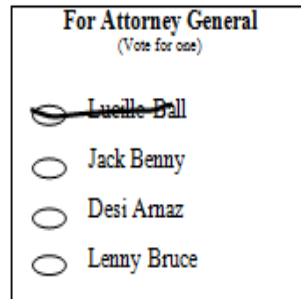 For Attorney General
(Vote for one)
Lucille Ball
Jack Benny
Desi Arnaz
Lenny Bruce